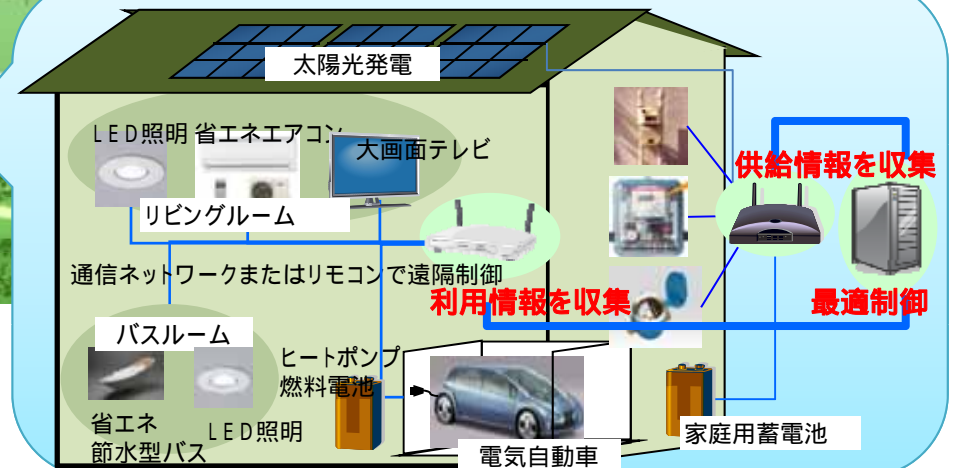 太陽光発電
LED照明 省エネエアコン
大画面テレビ
リビングルーム
供給情報を収集
通信ネットワークまたはリモコンで遠隔制御
利用情報を収集
最適制御
バスルーム
ヒートポンプ
燃料電池
省エネ
節水型バス
LED照明
電気自動車
家庭用蓄電池